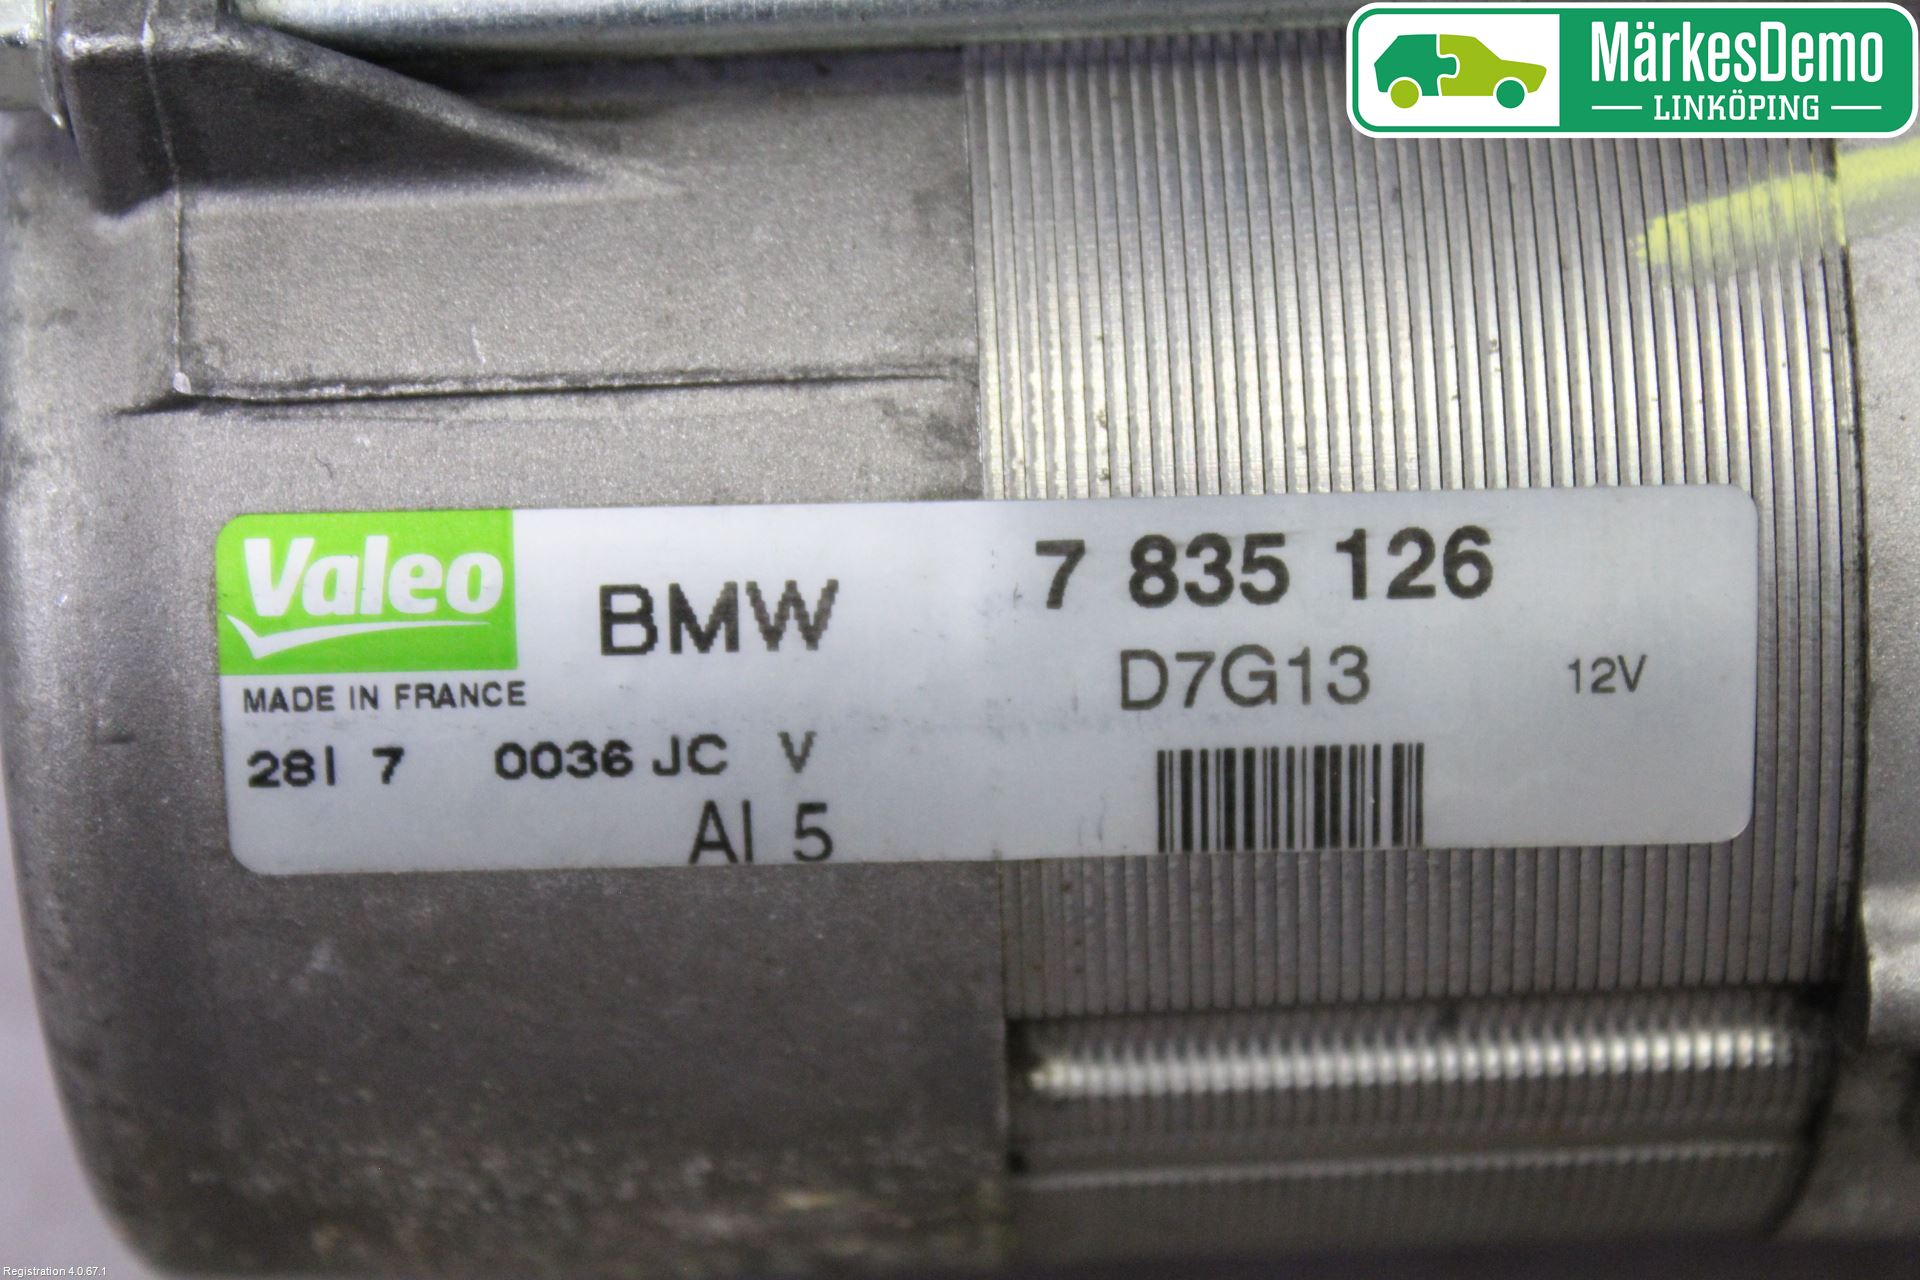 MärkesDemo
LINKÖPING
Valeo
BMW
7 835 126
D7G13
12V
MADE IN FRANCE
28I 7 0036 JC V
AI 5
Registration 4.0.67.1